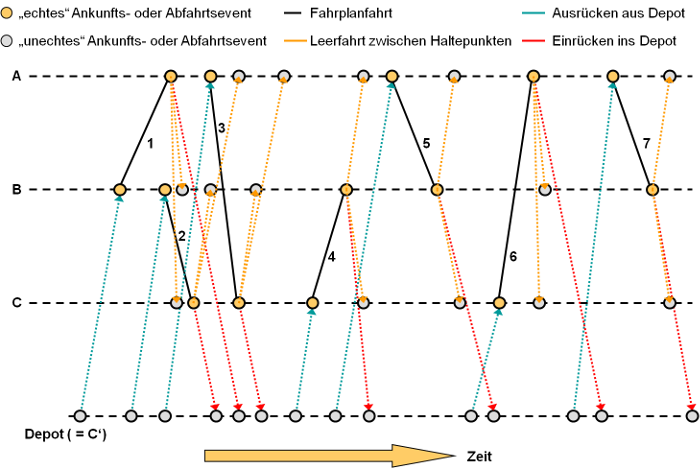 „echtes“ Ankunfts- oder Abfahrtsevent
Fahrplanfahrt
Ausrücken aus Depot
„unechtes“ Ankunfts- oder Abfahrtsevent
Leerfahrt zwischen Haltepunkten
Einrücken ins Depot
A
3
1
5
7
B
2
4
6
C
Depot ( = C‘)
Zeit